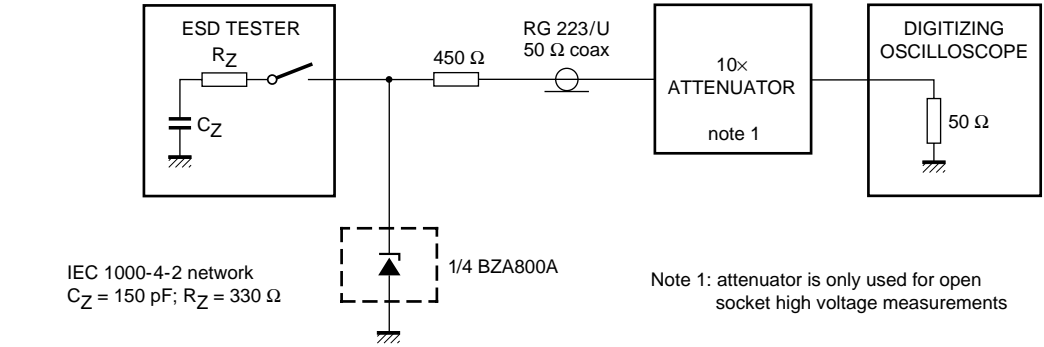 ESD TESTER
RZ
CZ
450 Ω
RG 223/U
50 Ω coax
10×
ATTENUATOR
note 1
DIGITIZING
OSCILLOSCOPE
50 Ω
1/4 BZA800A
IEC 1000-4-2 network
CZ = 150 pF; RZ = 330 Ω
Note 1: attenuator is only used for open
socket high voltage measurements